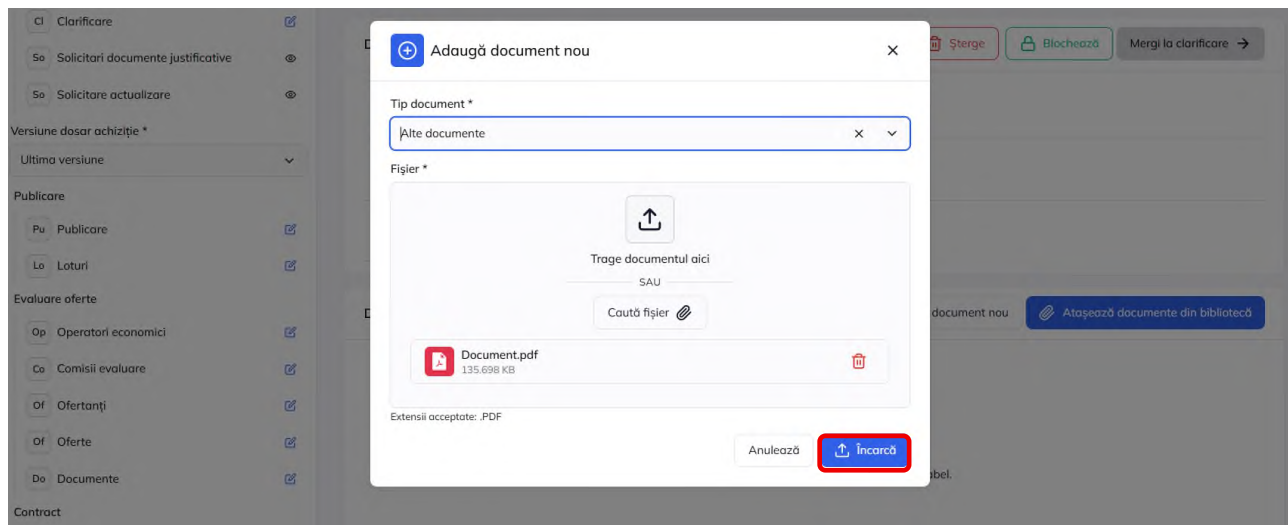 Cl Clarificare
So Solicitari documente justificative
So Solicitare actualizare
Versiune dosar achiziție *
Ultima versiune
Publicare
Pu Publicare
Lo Loturi
Evaluare oferte
Op Operatori economici
Co Comisii evaluare
Of Ofertanți
Of Oferte
Do Documente
Contract
Șterge
Blochează
Mergi la clarificare
Adaugă document nou
Tip document *
Alte documente
Fișier *
Trage documentul aici
SAU
Caută fișier
Document.pdf
135.698 KB
Extensii acceptate: .PDF
Anulează
Încarcă
document nou
Atașează documente din bibliotecă